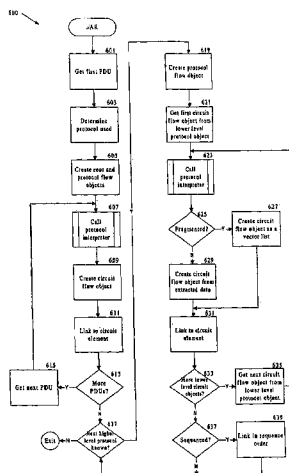 600
601
Get first PDU
603
Determine
protocol used
605
Create root and
protocol flow
objects
607
Call
protocol
interpreter
609
Create circuit
flow object
611
Link to circuit
element
613
More
PDUs?
Y
N
615
Get next PDU
617
Next higher
level protocol
known?
N
Exit
619
Create protocol
flow object
621
Get first circuit
flow object from
lower level
protocol object
623
Call
protocol
interpreter
625
Fragmented?
Y
N
627
Create circuit
flow object as a
vector list
629
Create circuit
flow object from
extracted data
631
Link to circuit
element
633
More lower
level circuit
objects?
Y
N
635
Get next circuit
flow object from
lower level
protocol object
637
Sequenced?
Y
N
639
Link in sequence
order